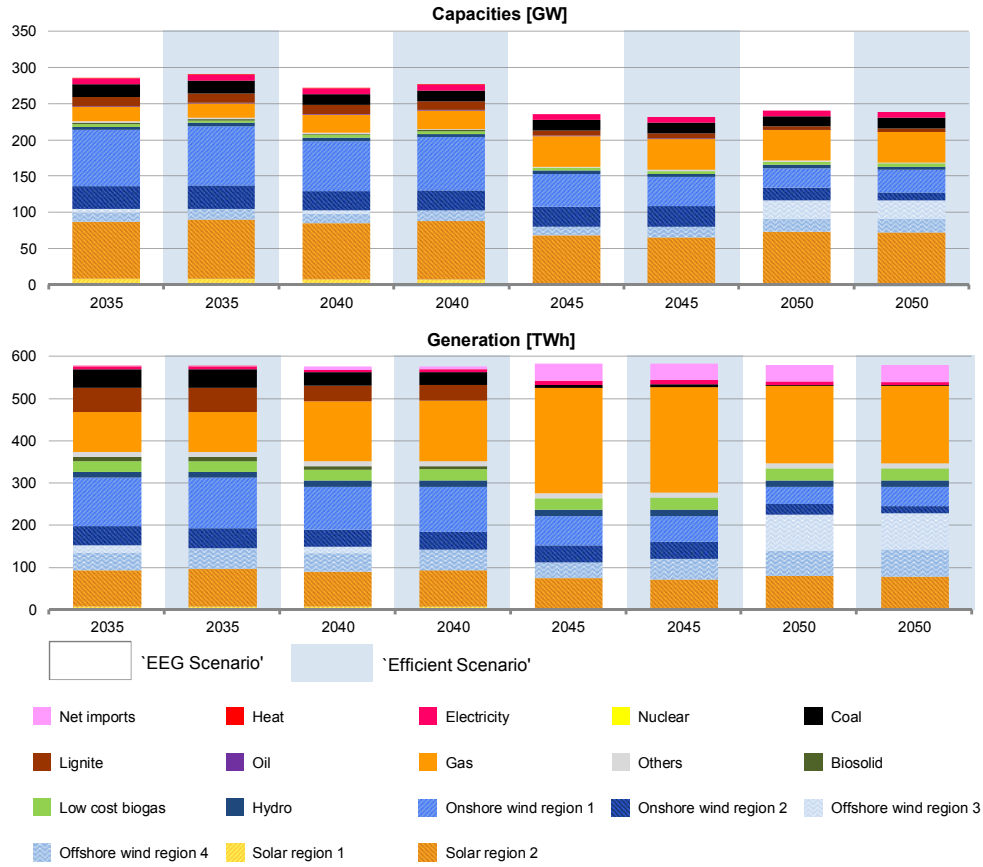 Capacities [GW]
350
300
250
200
150
100
50
0
2035 2035 2040 2040 2045 2045 2050 2050
Generation [TWh]
600
500
400
300
200
100
0
2035 2035 2040 2040 2045 2045 2050 2050
`EEG Scenario' `Efficient Scenario'
Net imports Heat Electricity Nuclear Coal
Lignite Oil Gas Others Biosolid
Low cost biogas Hydro Onshore wind region 1 Onshore wind region 2 Offshore wind region 3
Offshore wind region 4 Solar region 1 Solar region 2